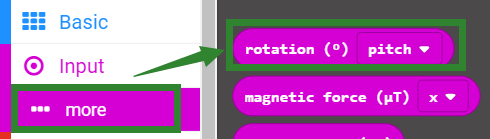 Basic
Input
more
rotation (º) pitch
magnetic force (µT) x